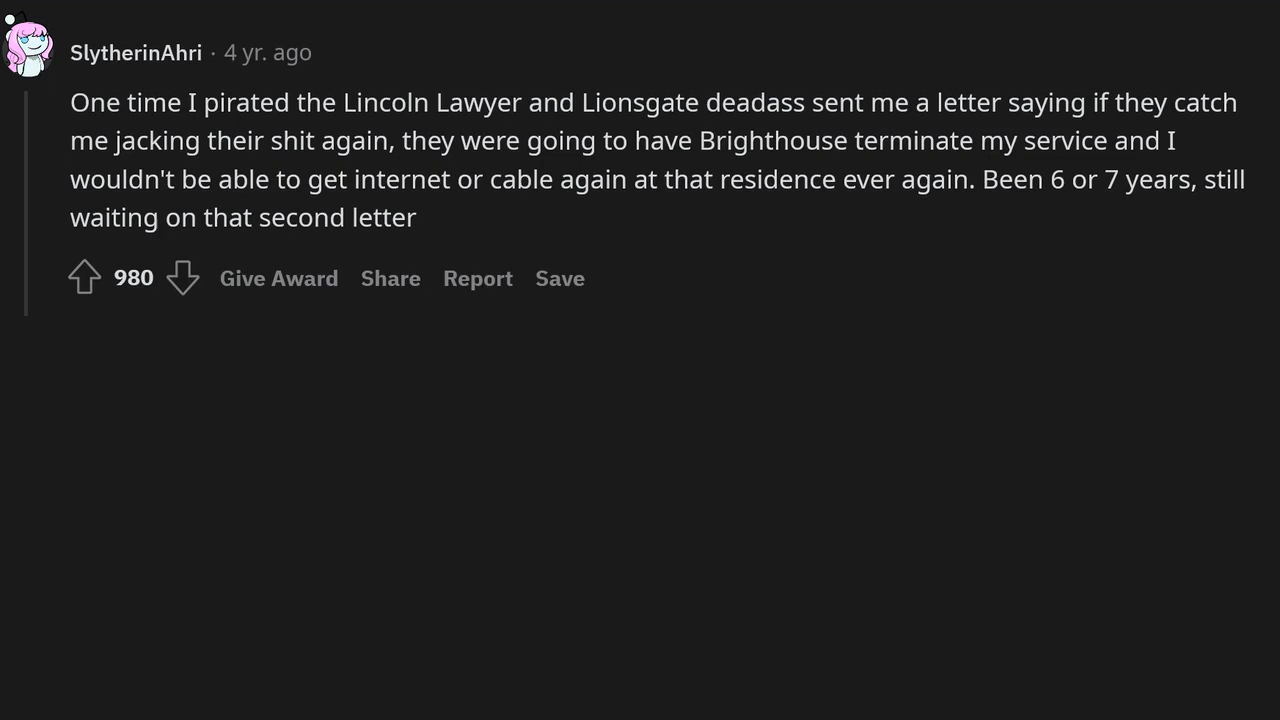 SlytherinAhri · 4 yr. ago
One time I pirated the Lincoln Lawyer and Lionsgate deadass sent me a letter saying if they catch
me jacking their shit again, they were going to have Brighthouse terminate my service and I
wouldn't be able to get internet or cable again at that residence ever again. Been 6 or 7 years, still
waiting on that second letter
980 Give Award Share Report Save